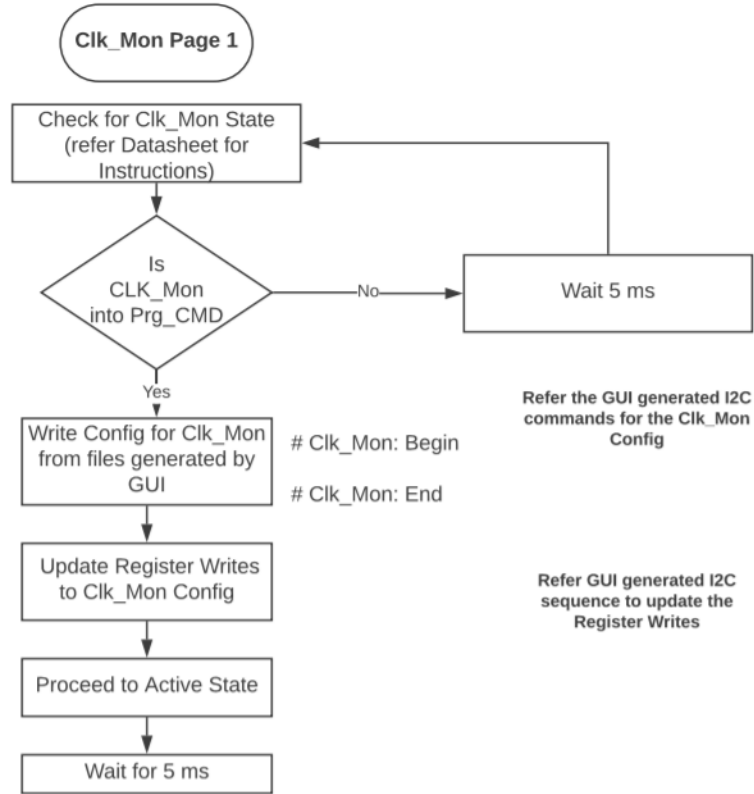 Clk_Mon Page 1
Check for Clk_Mon State
(refer Datasheet for
Instructions)
Is
CLK_Mon
into Prg_CMD
No
Wait 5 ms
Yes
Refer the GUI generated I2C
commands for the Clk_Mon
Config
Write Config for Clk_Mon
from files generated by
GUI
# Clk_Mon: Begin
# Clk_Mon: End
Update Register Writes
to Clk_Mon Config
Refer GUI generated I2C
sequence to update the
Register Writes
Proceed to Active State
Wait for 5 ms